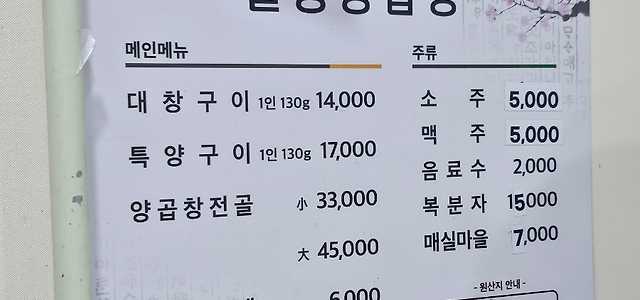 메인메뉴
대창구이 1인 130g 14,000
특양구이 1인 130g 17,000
양곱창전골 小 33,000
大 45,000
6,000
주류
소주 5,000
맥주 5,000
음료수 2,000
복분자 15000
매실마을 7,000
- 원산지 안내 -